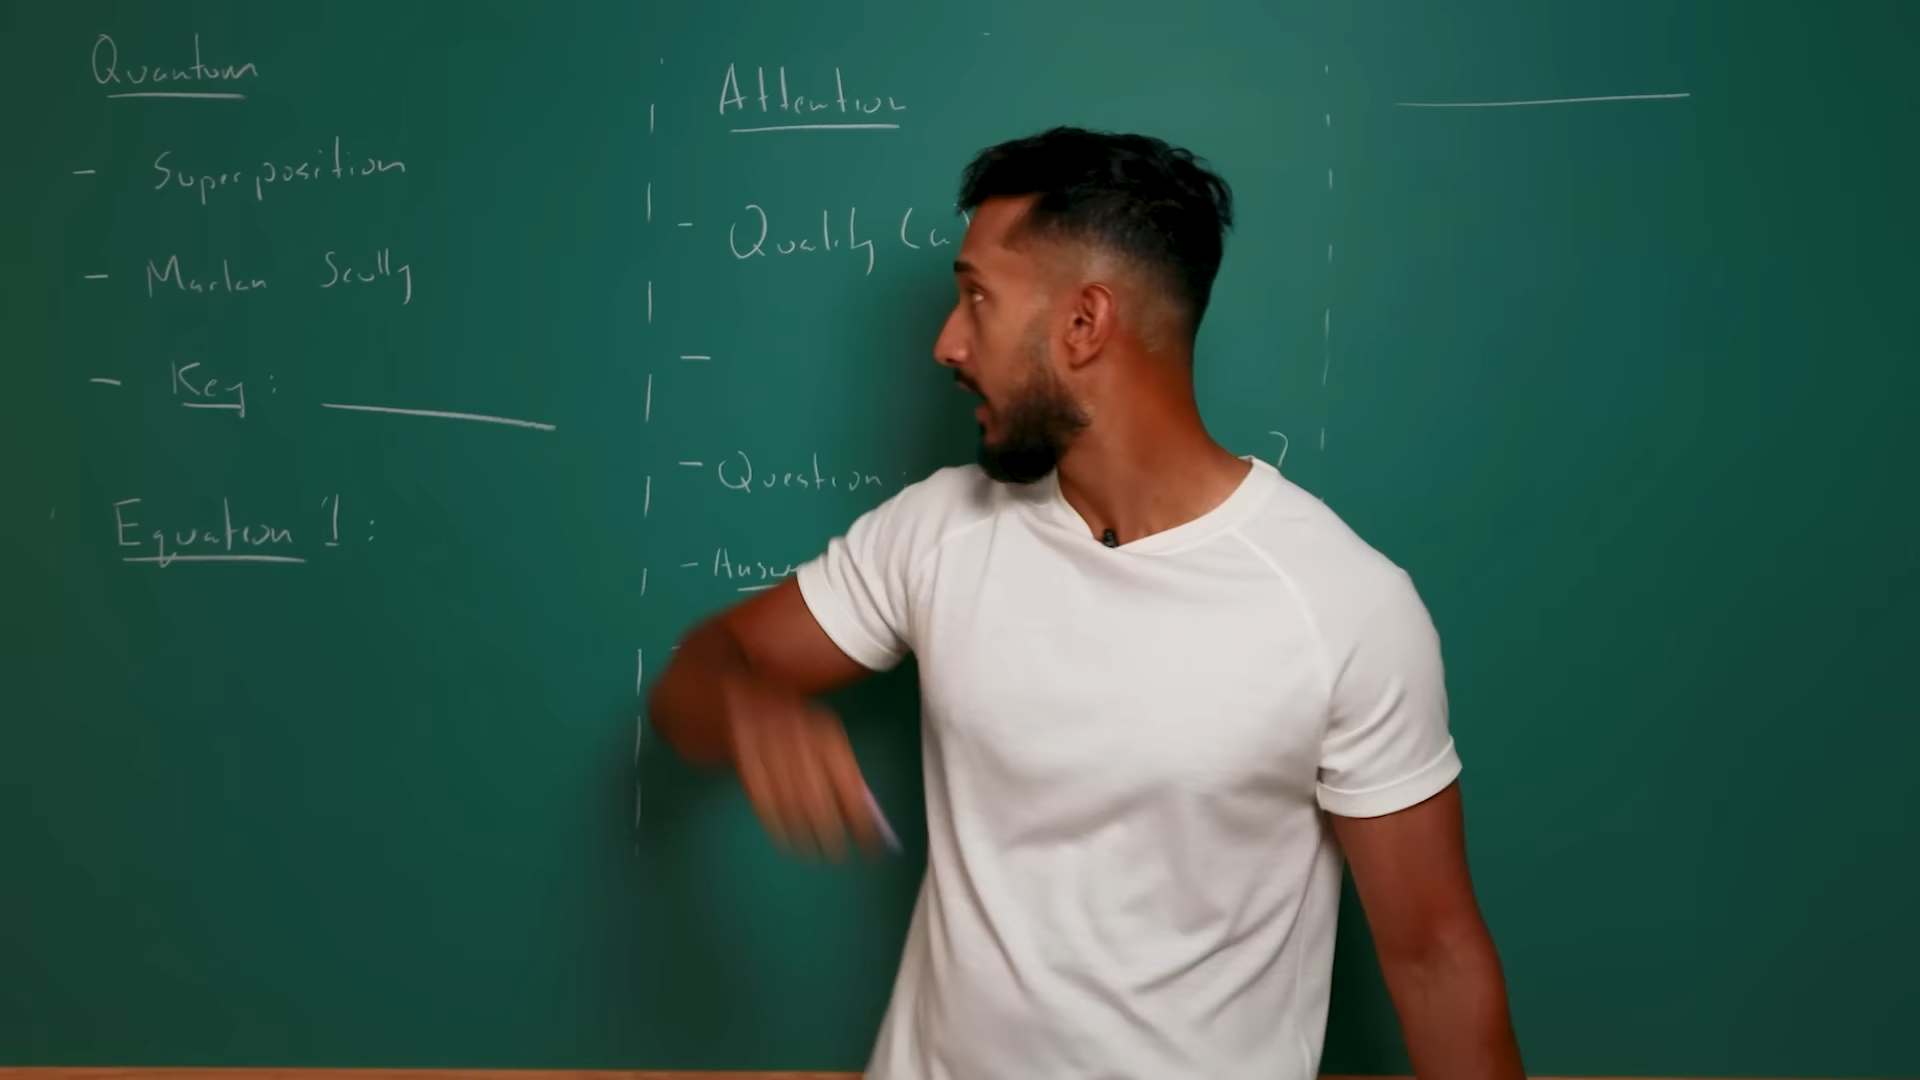 Quantum
- Superposition
- Marlan Scully
- Key:
Equation 1:
Attention
- Quality (
-
- Question: ?
-